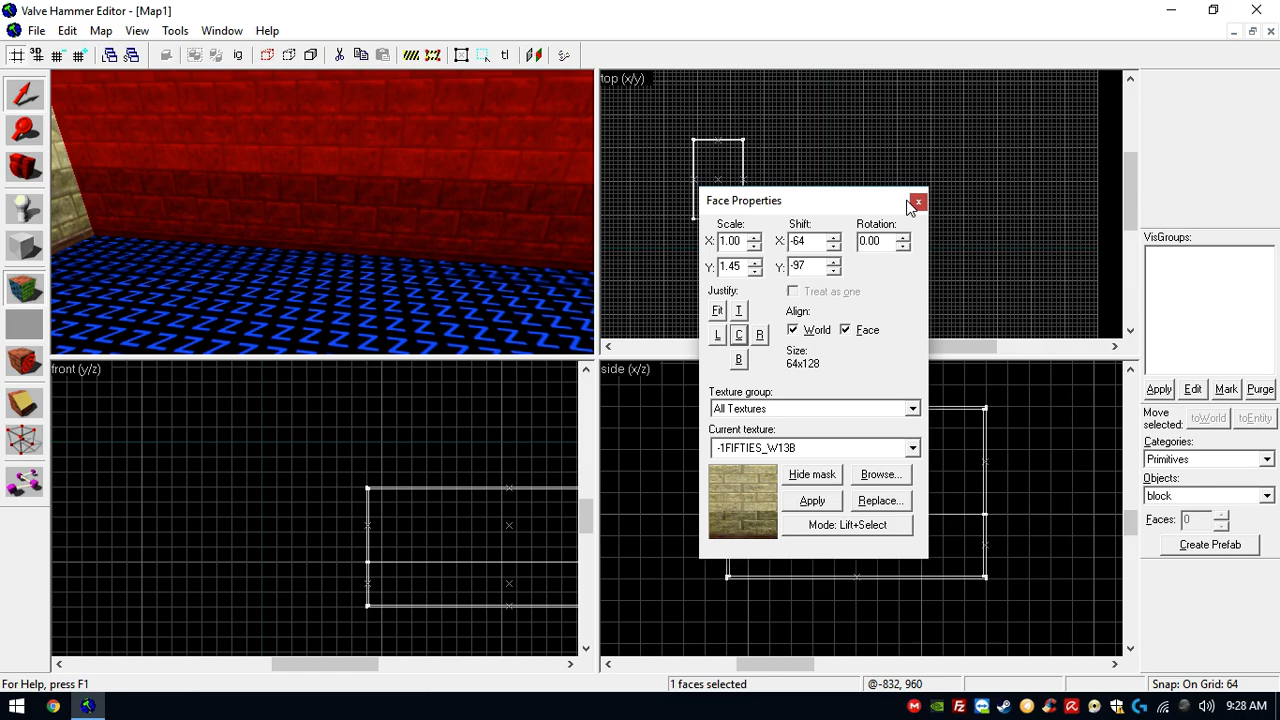 Valve Hammer Editor - [Map1]
File Edit Map View Tools Window Help
top (x/y)
Face Properties
Scale: Shift: Rotation:
X: 1.00 X: -64 0.00
Y: 1.45 Y: -97
Justify: Treat as one
Fit T Align:
L C R World Face
B Size:
64x128
Texture group:
All Textures
Current texture:
-1FIFTIES_W13B
Hide mask Browse...
Apply Replace...
Mode: Lift+Select
front (y/z)
side (x/z)
VisGroups:
Apply Edit Mark Purge
Move selected: toWorld toEntity
Categories:
Primitives
Objects:
block
Faces: 0
Create Prefab
For Help, press F1 1 faces selected @-832, 960 Snap: On Grid: 64
9:28 AM